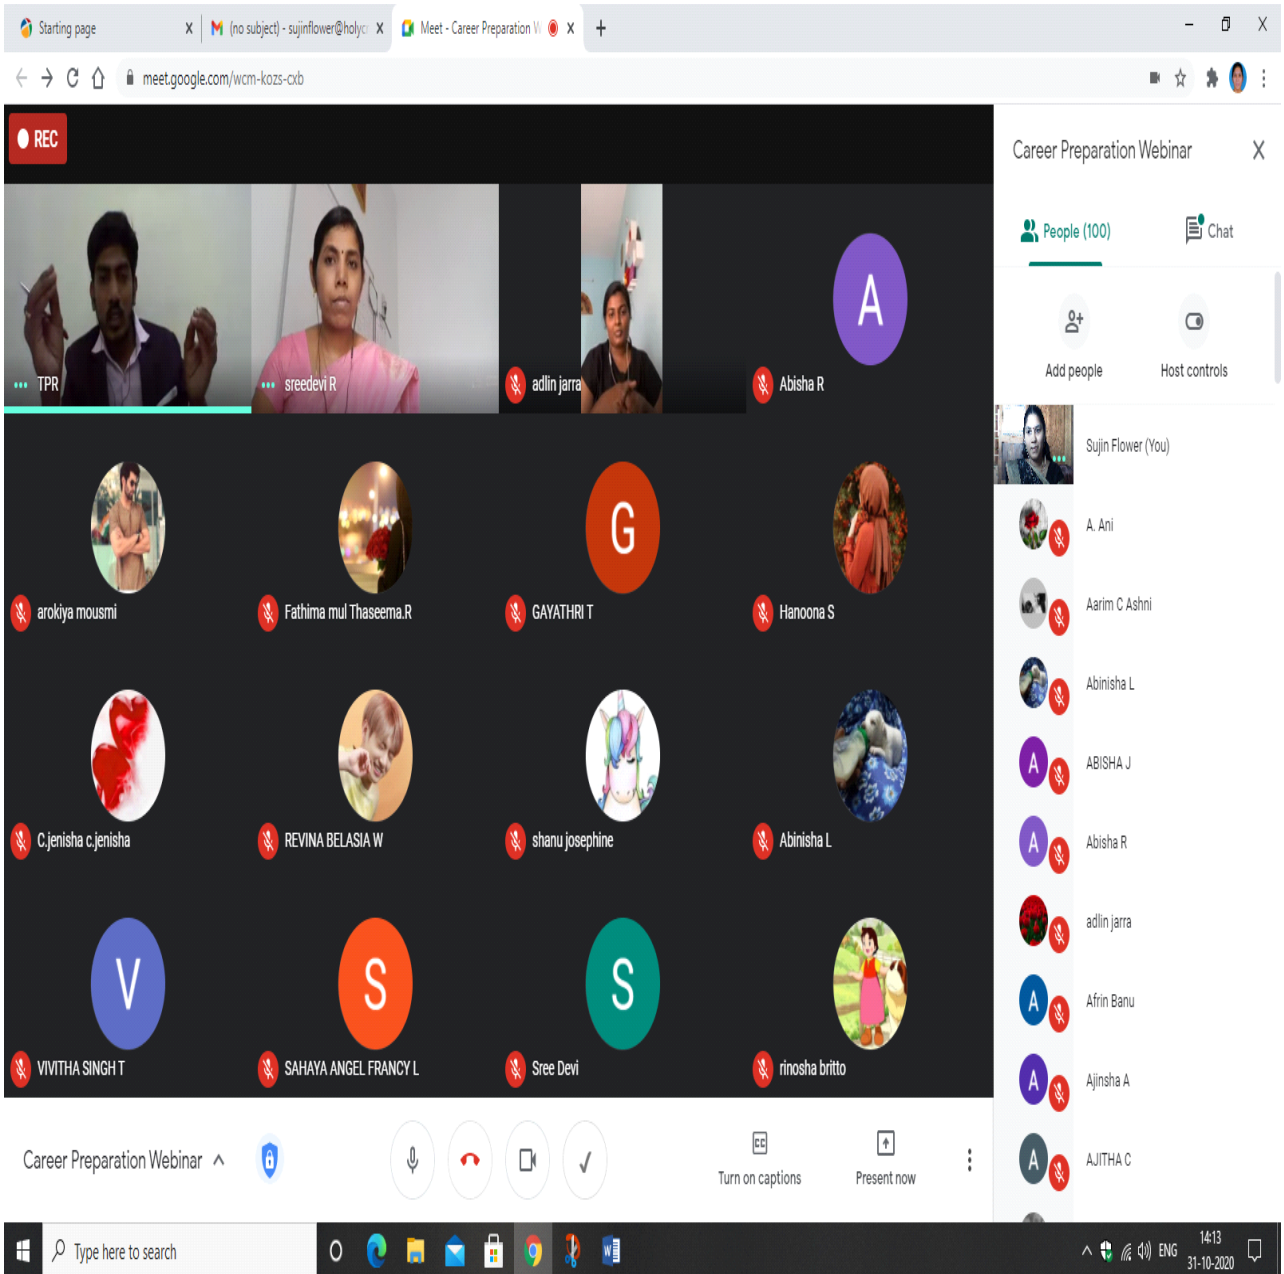 Starting page
(no subject) - sujinflower@holyc
Meet - Career Preparation W
meet.google.com/wcm-kozs-cxb
REC
Career Preparation Webinar
People (100)
Chat
Add people
Host controls
TPR
sreedevi R
adlin jarra
A
Abisha R
arokiya mousmi
Fathima mul Thaseema.R
G
GAYATHRI T
Hanoona S
C.jenisha c.jenisha
REVINA BELASIA W
shanu josephine
Abinisha L
V
VIVITHA SINGH T
S
SAHAYA ANGEL FRANCY L
S
Sree Devi
rinosha britto
Sujin Flower (You)
A. Ani
Aarim C Ashni
Abinisha L
A
ABISHA J
A
Abisha R
adlin jarra
A
Afrin Banu
A
Ajinsha A
A
AJITHA C
Career Preparation Webinar
CC
Turn on captions
Present now
Type here to search
W
ENG
14:13
31-10-2020